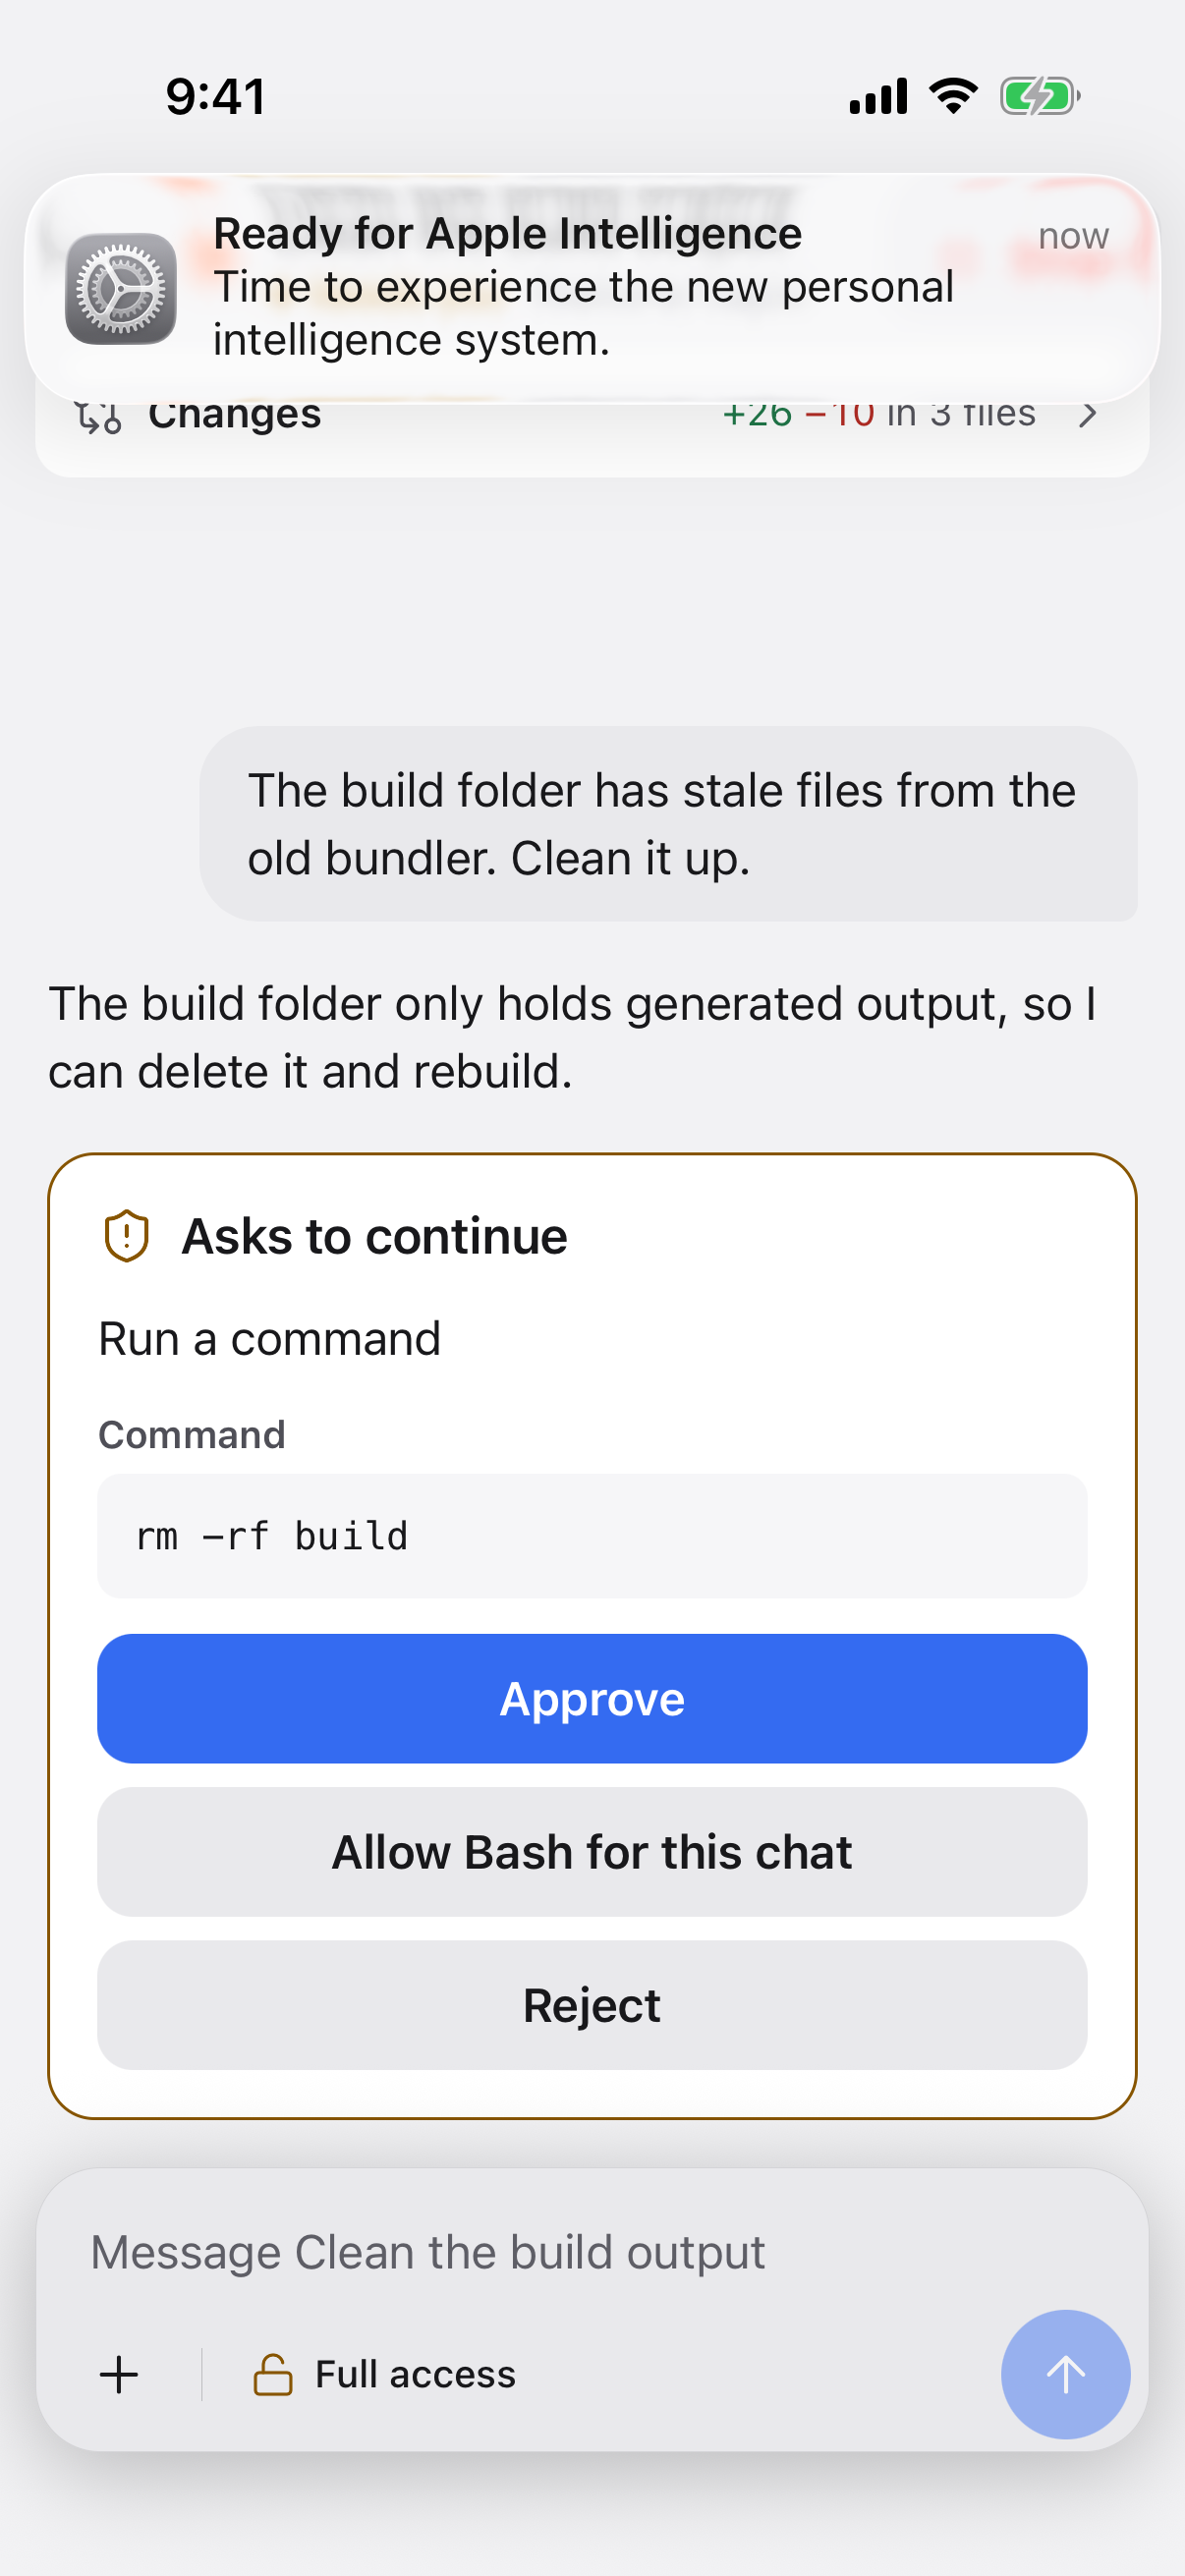 9:41
Ready for Apple Intelligence
now
Time to experience the new personal
intelligence system.
Changes
+26 −10 in 3 files
The build folder has stale files from the
old bundler. Clean it up.
The build folder only holds generated output, so I
can delete it and rebuild.
Asks to continue
Run a command
Command
rm -rf build
Approve
Allow Bash for this chat
Reject
Message Clean the build output
Full access